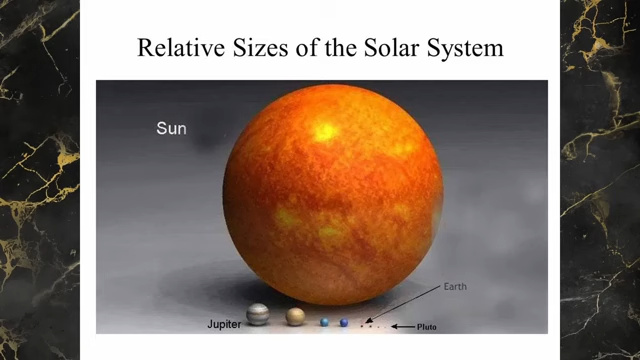 Relative Sizes of the Solar System
Sun
Earth
Jupiter
Pluto